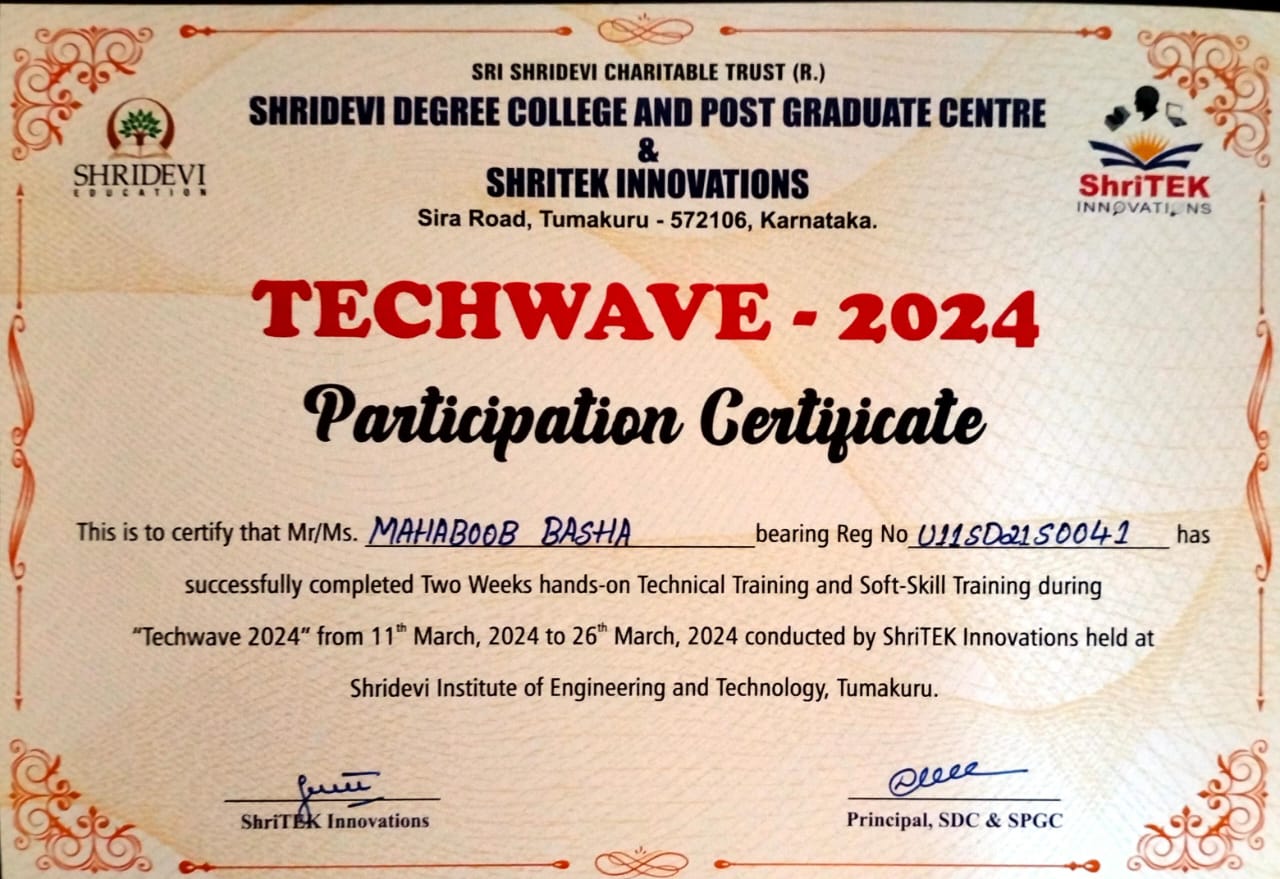 SRI SHRIDEVI CHARITABLE TRUST (R.)
SHRIDEVI DEGREE COLLEGE AND POST GRADUATE CENTRE
&
SHRITEK INNOVATIONS
Sira Road, Tumakuru - 572106, Karnataka.
SHRIDEVI
EDUCATION
ShriTEK
INNOVATIONS
TECHWAVE - 2024
Participation Certificate
This is to certify that Mr/Ms. MAHABOOB BASHA bearing Reg No U11SD21S0041 has
successfully completed Two Weeks hands-on Technical Training and Soft-Skill Training during
“Techwave 2024” from 11th March, 2024 to 26th March, 2024 conducted by ShriTEK Innovations held at
Shridevi Institute of Engineering and Technology, Tumakuru.
ShriTEK Innovations
Principal, SDC & SPGC